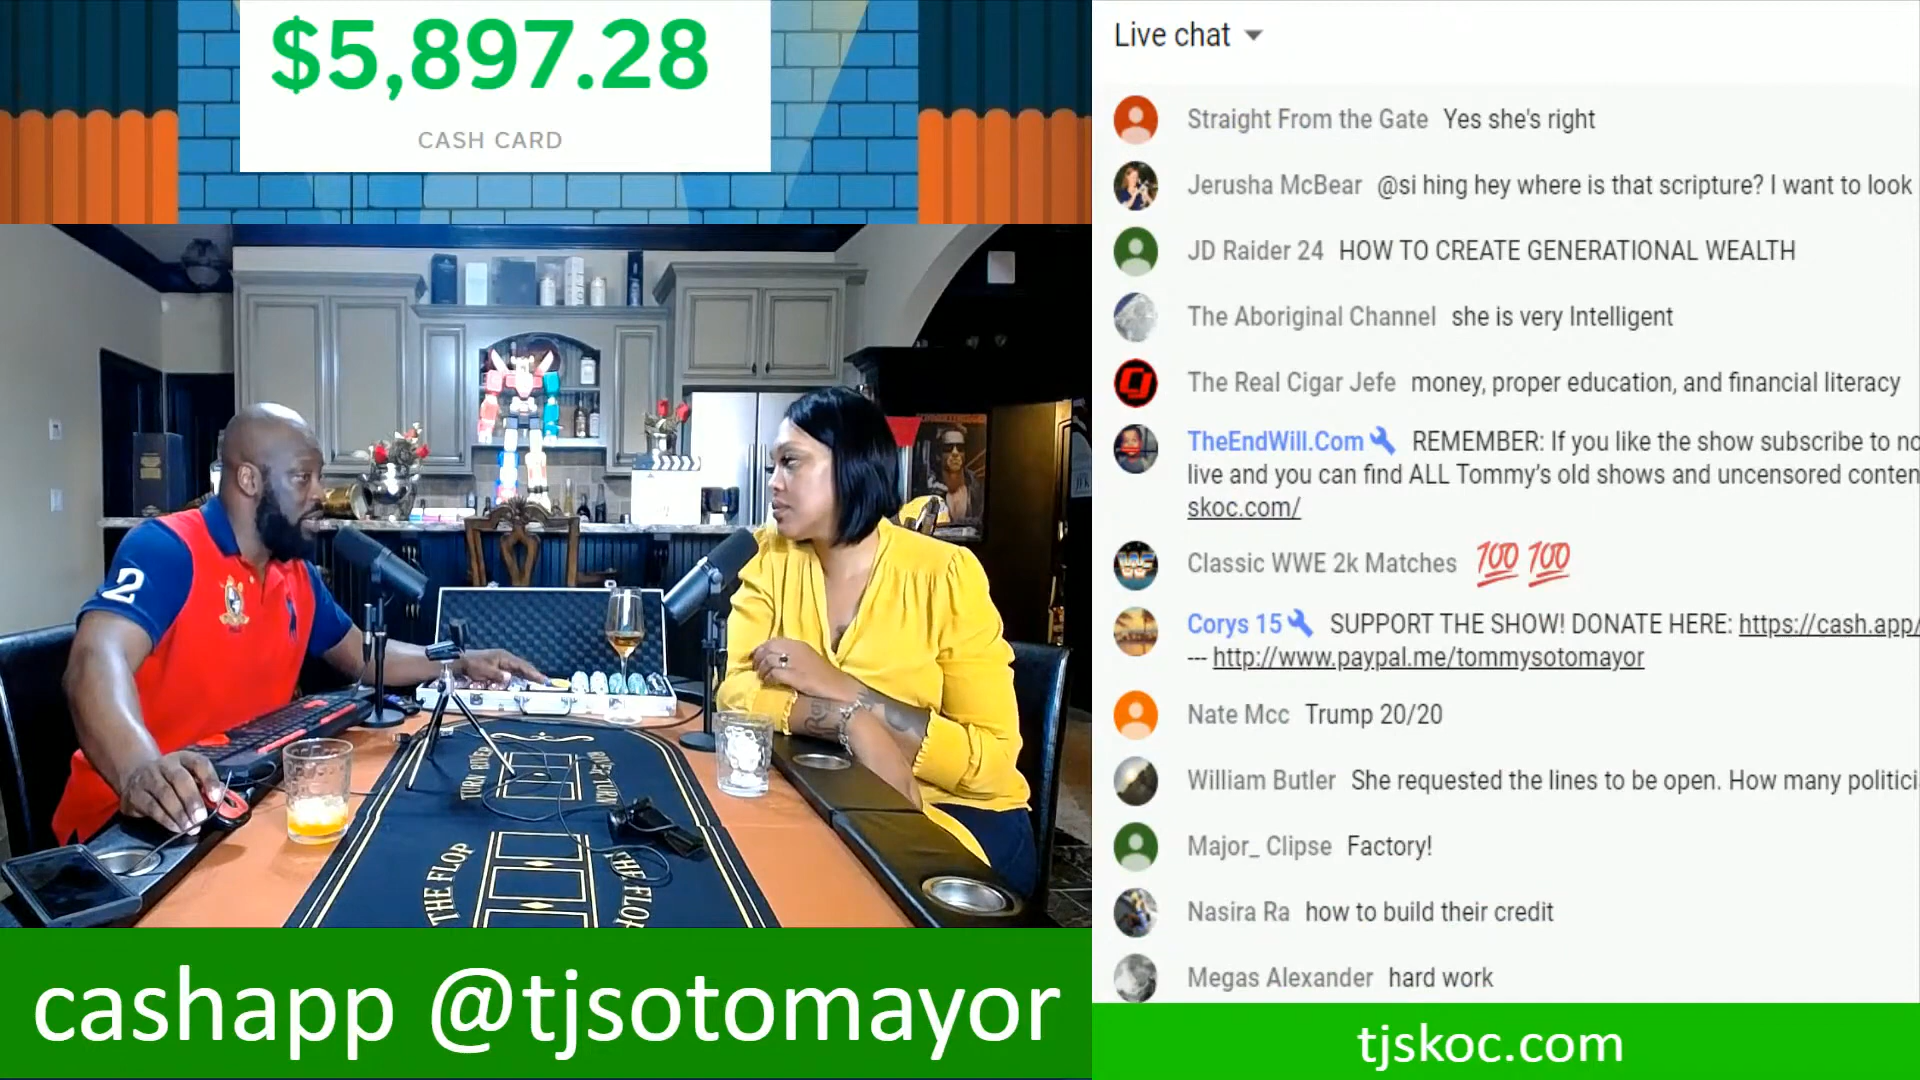 $5,897.28
CASH CARD
2
TURN RIVER
THE FLOP
cashapp @tjsotomayor
Live chat
Straight From the Gate Yes she's right
Jerusha McBear @si hing hey where is that scripture? I want to look
JD Raider 24 HOW TO CREATE GENERATIONAL WEALTH
The Aboriginal Channel she is very Intelligent
The Real Cigar Jefe money, proper education, and financial literacy
TheEndWill.Com REMEMBER: If you like the show subscribe to no
live and you can find ALL Tommy's old shows and uncensored conten
skoc.com/
Classic WWE 2k Matches 💯 💯
Corys 15 SUPPORT THE SHOW! DONATE HERE: https://cash.app/
--- http://www.paypal.me/tommysotomayor
Nate Mcc Trump 20/20
William Butler She requested the lines to be open. How many politici
Major_ Clipse Factory!
Nasira Ra how to build their credit
Megas Alexander hard work
tjskoc.com